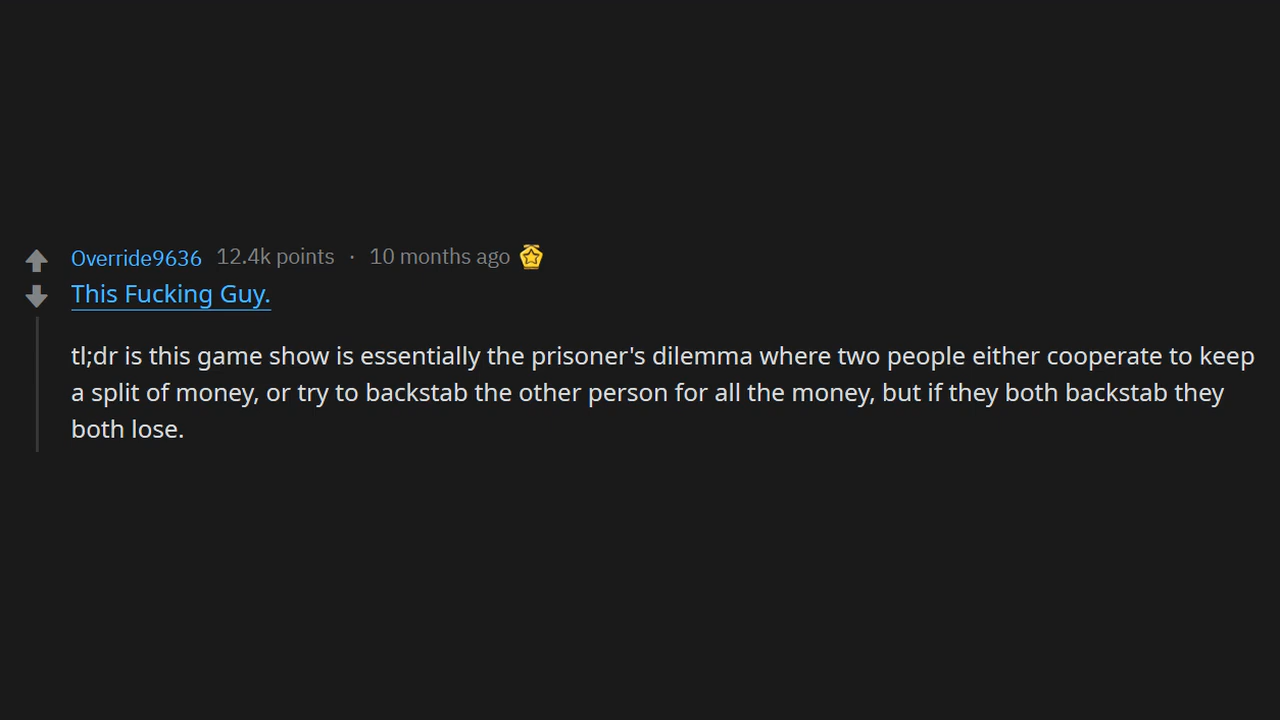 Override9636 12.4k points · 10 months ago
This Fucking Guy.
tl;dr is this game show is essentially the prisoner's dilemma where two people either cooperate to keep
a split of money, or try to backstab the other person for all the money, but if they both backstab they
both lose.